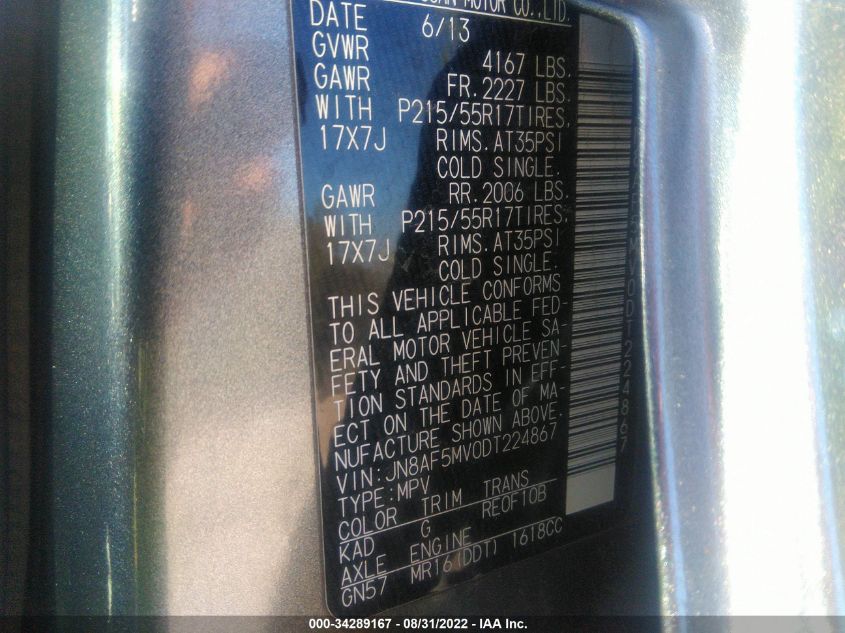 MOTOR CO.,LTD.
DATE 6/13
GVWR 4167 LBS.
GAWR FR.2227 LBS.
WITH P215/55R17TIRES,
17X7J RIMS.AT35PSI
COLD SINGLE.
GAWR RR.2006 LBS.
WITH P215/55R17TIRES-
17X7J RIMS.AT35PSI
COLD SINGLE.
THIS VEHICLE CONFORMS
TO ALL APPLICABLE FED-
ERAL MOTOR VEHICLE SA-
FETY AND THEFT PREVEN-
TION STANDARDS IN EFF-
ECT ON THE DATE OF MA-
NUFACTURE SHOWN ABOVE.
VIN:JN8AF5MV0DT224867
TYPE:MPV
COLOR TRIM TRANS
KAD G RE0F10B
AXLE ENGINE
GN57 MR16(DDT) 1618CC
0DT224867
000-34289167 - 08/31/2022 - IAA Inc.